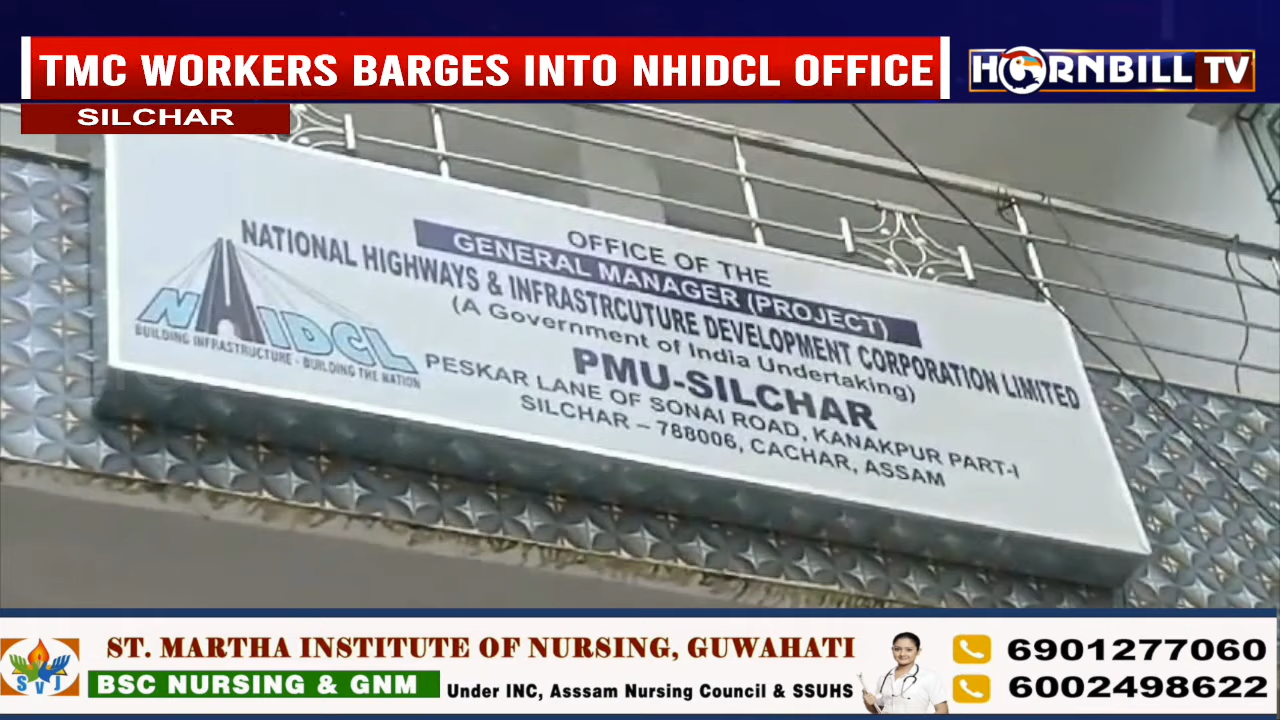 TMC WORKERS BARGES INTO NHIDCL OFFICE
HORNBILL TV
SILCHAR
OFFICE OF THE
GENERAL MANAGER (PROJECT)
NATIONAL HIGHWAYS & INFRASTRCUTURE DEVELOPMENT CORPORATION LIMITED
(A Government of India Undertaking)
NHIDCL
BUILDING INFRASTRUCTURE - BUILDING THE NATION
PMU-SILCHAR
PESKAR LANE OF SONAI ROAD, KANAKPUR PART-I
SILCHAR – 788006, CACHAR, ASSAM
SVI
ST. MARTHA INSTITUTE OF NURSING, GUWAHATI
BSC NURSING & GNM
Under INC, Asssam Nursing Council & SSUHS
6901277060
6002498622